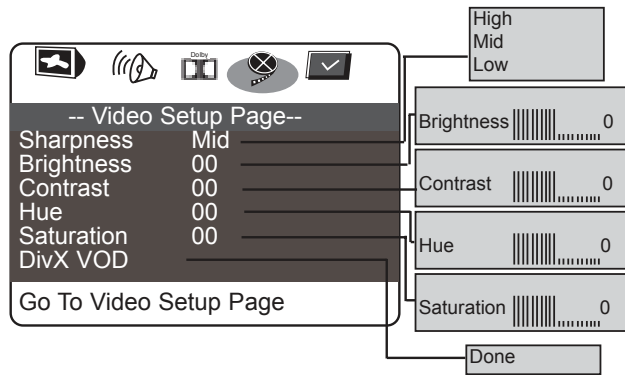 Dolby
-- Video Setup Page--
Sharpness Mid
Brightness 00
Contrast 00
Hue 00
Saturation 00
DivX VOD
Go To Video Setup Page
High
Mid
Low
Brightness 0
Contrast 0
Hue 0
Saturation 0
Done